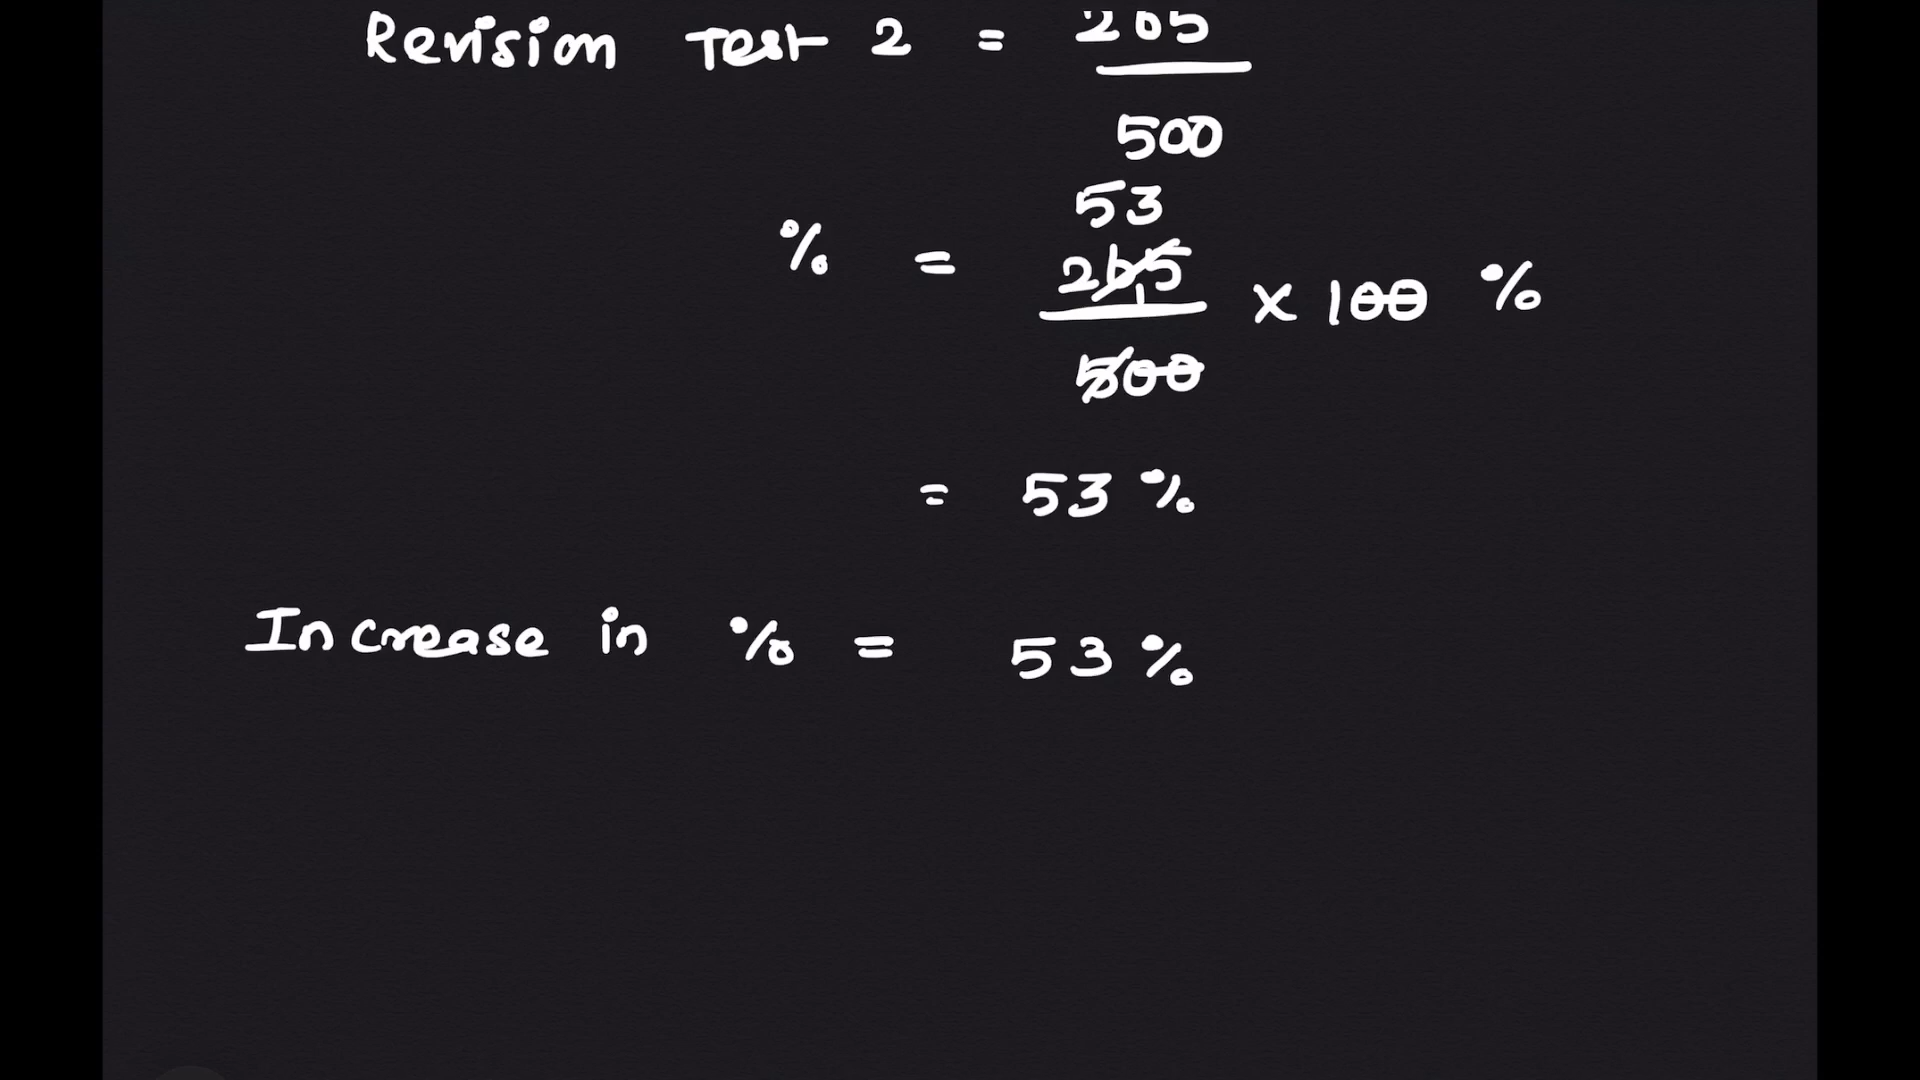 Revision Test 2 = 265
500
53
% = 265 × 100 %
500
= 53 %
Increase in % = 53 %